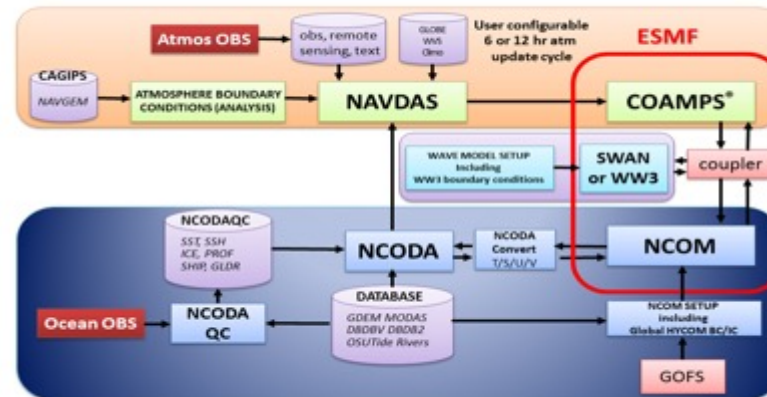 Atmos OBS
obs, remote
sensing, text
GLOBE
WVS
Climo
User configurable
6 or 12 hr atm
update cycle
ESMF
CAGIPS
NAVGEM
ATMOSPHERE BOUNDARY
CONDITIONS (ANALYSIS)
NAVDAS
COAMPS®
WAVE MODEL SETUP
Including
WW3 boundary conditions
SWAN
or WW3
coupler
NCODAQC
SST, SSH
ICE, PROF
SHIP, GLDR
NCODA
NCODA
Convert
T/S/U/V
NCOM
Ocean OBS
NCODA
QC
DATABASE
GDEM MODAS
DBDBV DBDB2
OSUTide Rivers
NCOM SETUP
including
Global HYCOM BC/IC
GOFS